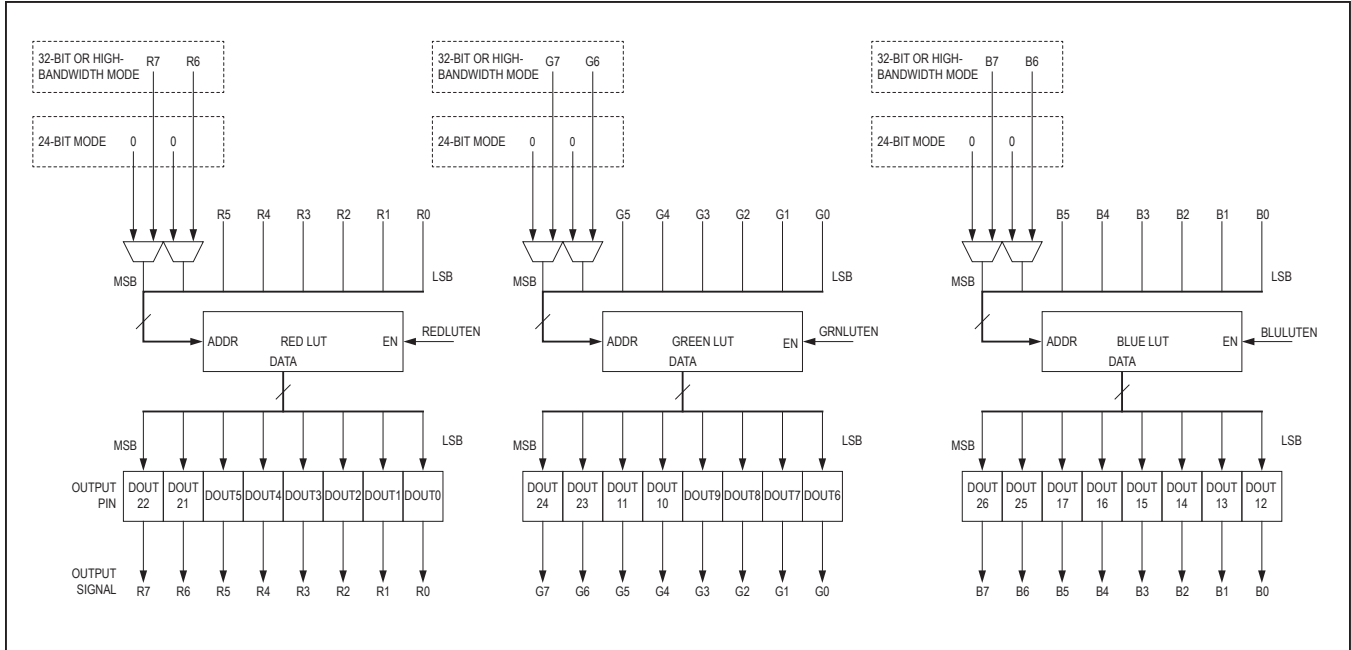 32-BIT OR HIGH-
BANDWIDTH MODE R7 R6
24-BIT MODE 0 0
R5 R4 R3 R2 R1 R0
MSB LSB
ADDR RED LUT EN REDLUTEN
DATA
MSB LSB
OUTPUT
PIN
DOUT
22
DOUT
21
DOUT5 DOUT4 DOUT3 DOUT2 DOUT1 DOUT0
OUTPUT
SIGNAL
R7 R6 R5 R4 R3 R2 R1 R0
32-BIT OR HIGH-
BANDWIDTH MODE G7 G6
24-BIT MODE 0 0
G5 G4 G3 G2 G1 G0
MSB LSB
ADDR GREEN LUT EN GRNLUTEN
DATA
MSB LSB
DOUT
24
DOUT
23
DOUT
11
DOUT
10
DOUT9 DOUT8 DOUT7 DOUT6
G7 G6 G5 G4 G3 G2 G1 G0
32-BIT OR HIGH-
BANDWIDTH MODE B7 B6
24-BIT MODE 0 0
B5 B4 B3 B2 B1 B0
MSB LSB
ADDR BLUE LUT EN BLULUTEN
DATA
MSB LSB
DOUT
26
DOUT
25
DOUT
17
DOUT
16
DOUT
15
DOUT
14
DOUT
13
DOUT
12
B7 B6 B5 B4 B3 B2 B1 B0